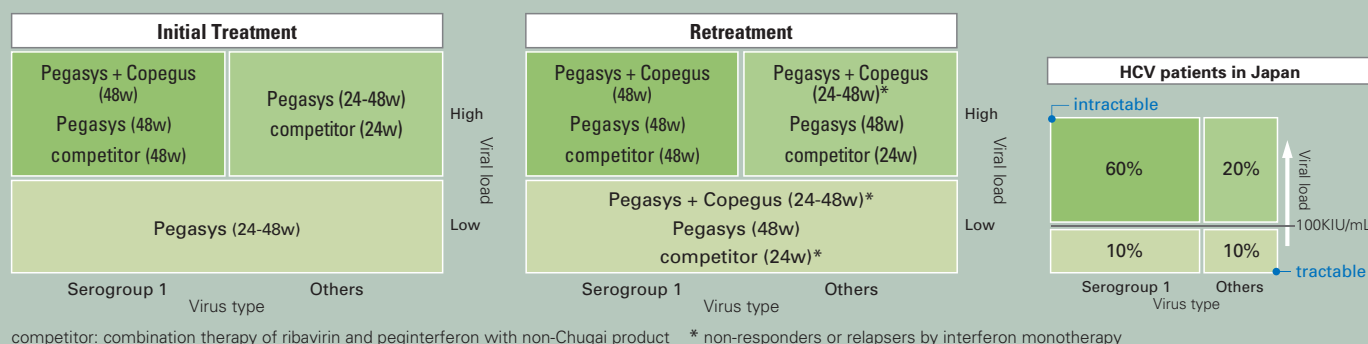 Initial Treatment
Pegasys + Copegus
(48w)
Pegasys (48w)
competitor (48w)
Pegasys (24-48w)
competitor (24w)
Pegasys (24-48w)
High
Viral load
Low
Serogroup 1
Others
Virus type
Retreatment
Pegasys + Copegus
(48w)
Pegasys (48w)
competitor (48w)
Pegasys + Copegus
(24-48w)*
Pegasys (48w)
competitor (24w)
Pegasys + Copegus (24-48w)*
Pegasys (48w)
competitor (24w)*
High
Viral load
Low
Serogroup 1
Others
Virus type
HCV patients in Japan
intractable
60%
20%
10%
10%
Viral load
100KIU/mL
tractable
Serogroup 1
Others
Virus type
competitor: combination therapy of ribavirin and peginterferon with non-Chugai product * non-responders or relapsers by interferon monotherapy